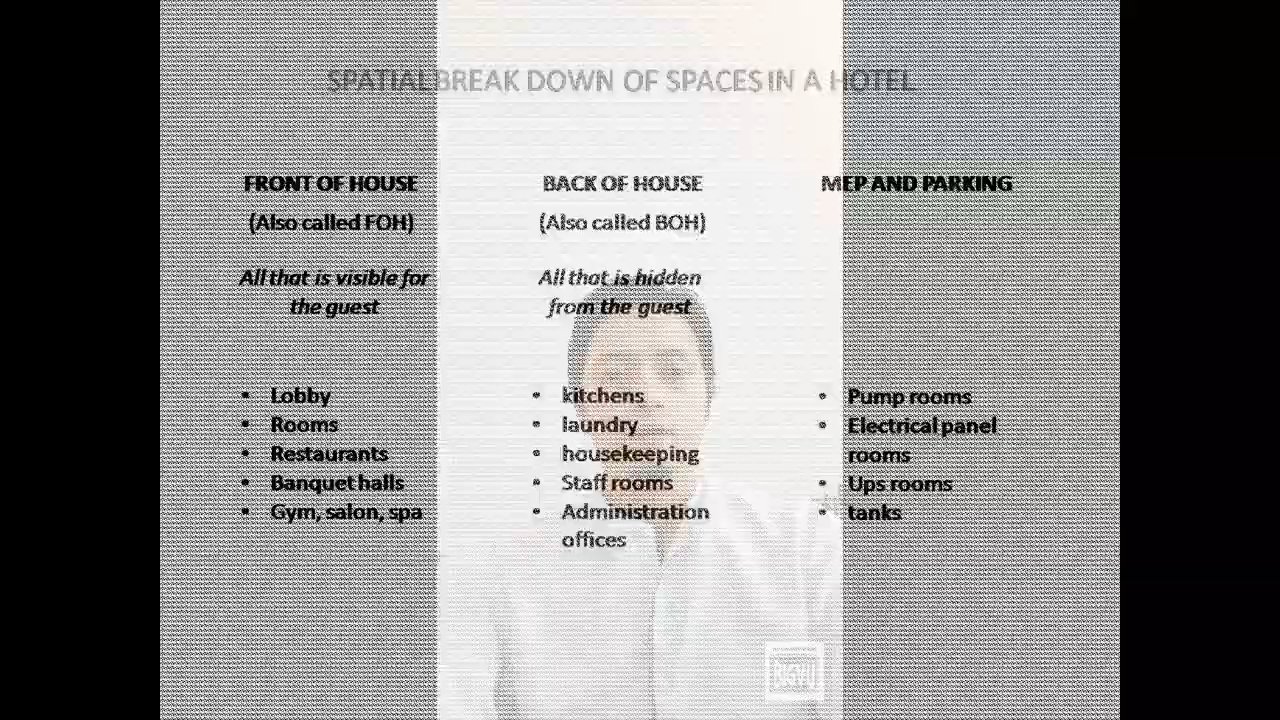 SPATIAL BREAK DOWN OF SPACES IN A HOTEL
FRONT OF HOUSE
(Also called FOH)
All that is visible for
the guest
• Lobby
• Rooms
• Restaurants
• Banquet halls
• Gym, salon, spa
BACK OF HOUSE
(Also called BOH)
All that is hidden
from the guest
• kitchens
• laundry
• housekeeping
• Staff rooms
• Administration
offices
MEP AND PARKING
• Pump rooms
• Electrical panel
rooms
• Ups rooms
• tanks